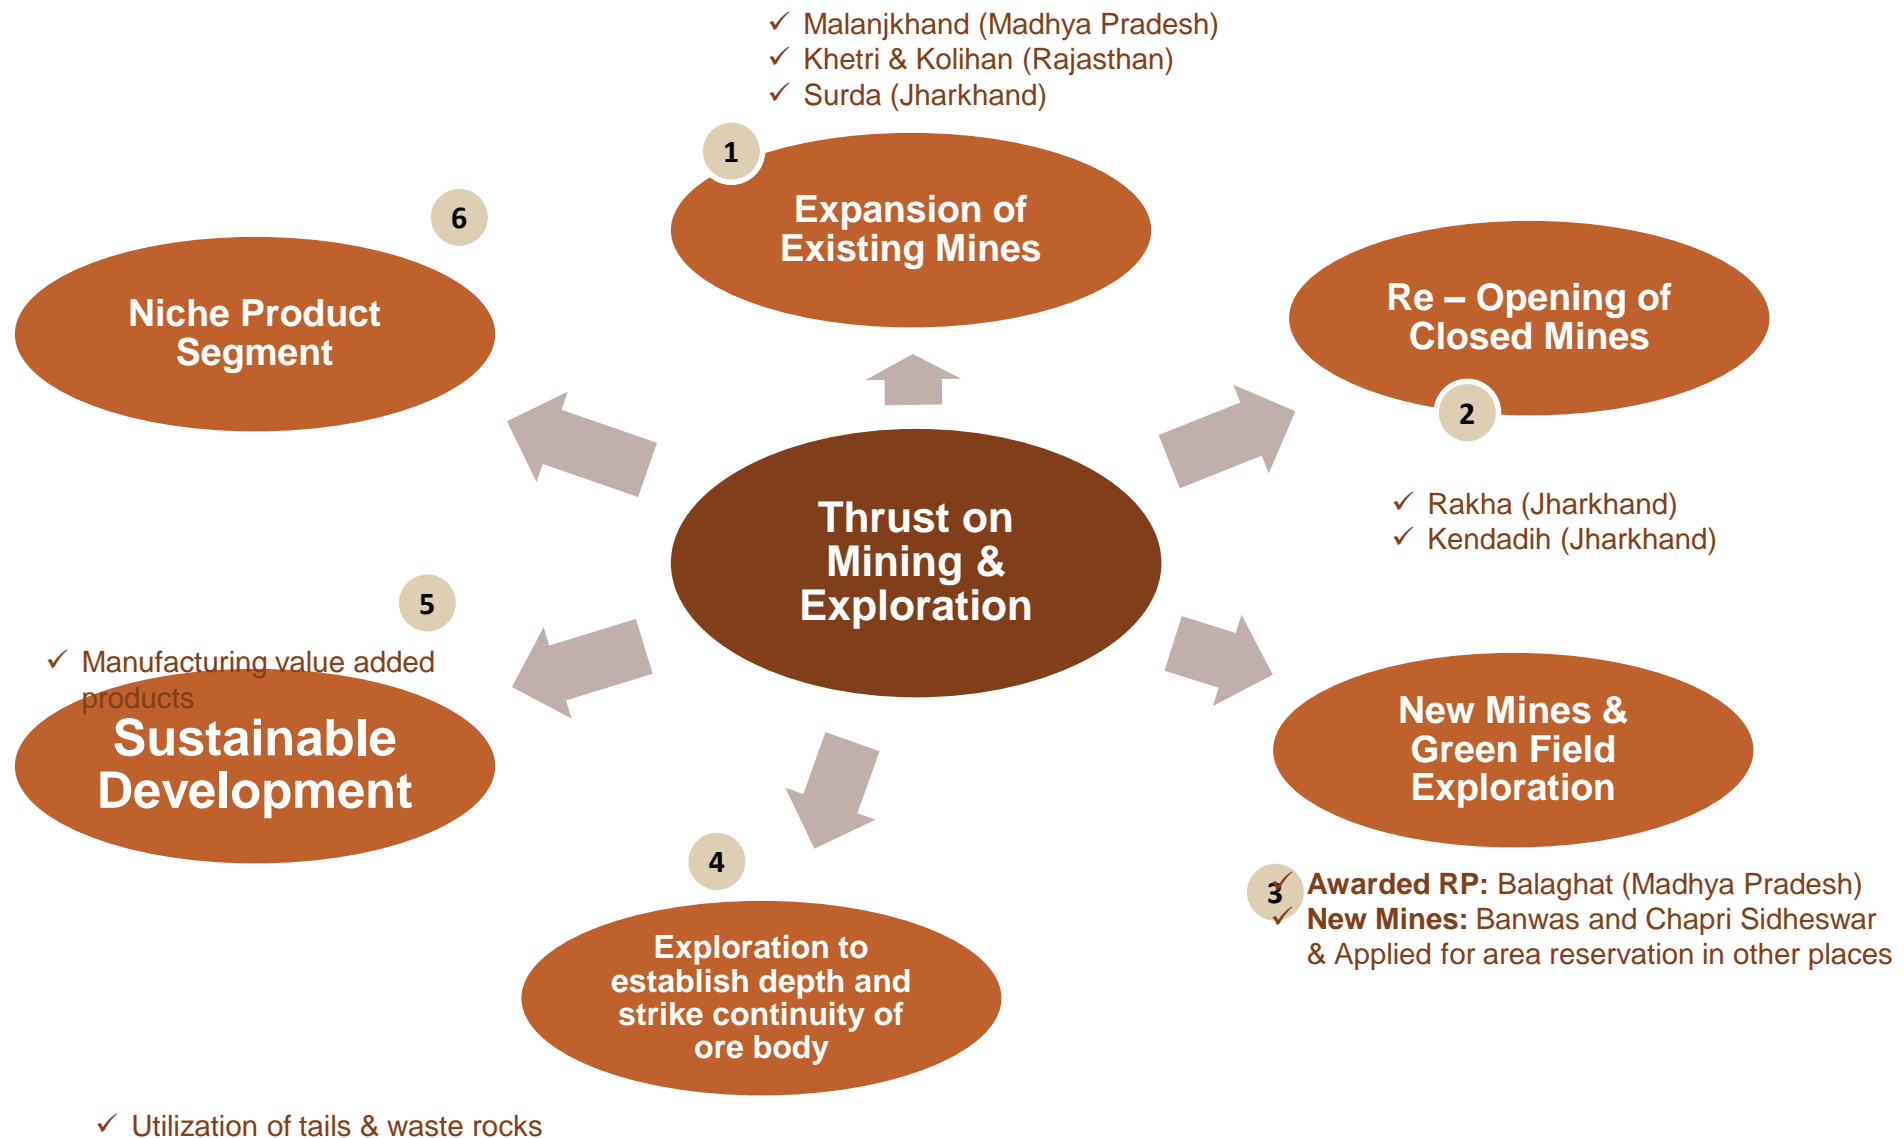 ✓ Malanjkhand (Madhya Pradesh)
✓ Khetri & Kolihan (Rajasthan)
✓ Surda (Jharkhand)
1
Expansion of
Existing Mines
6
Niche Product
Segment
Re – Opening of
Closed Mines
2
✓ Rakha (Jharkhand)
✓ Kendadih (Jharkhand)
Thrust on
Mining &
Exploration
5
✓ Manufacturing value added
products
Sustainable
Development
New Mines &
Green Field
Exploration
3
✓ Awarded RP: Balaghat (Madhya Pradesh)
✓ New Mines: Banwas and Chapri Sidheswar
& Applied for area reservation in other places
4
Exploration to
establish depth and
strike continuity of
ore body
✓ Utilization of tails & waste rocks